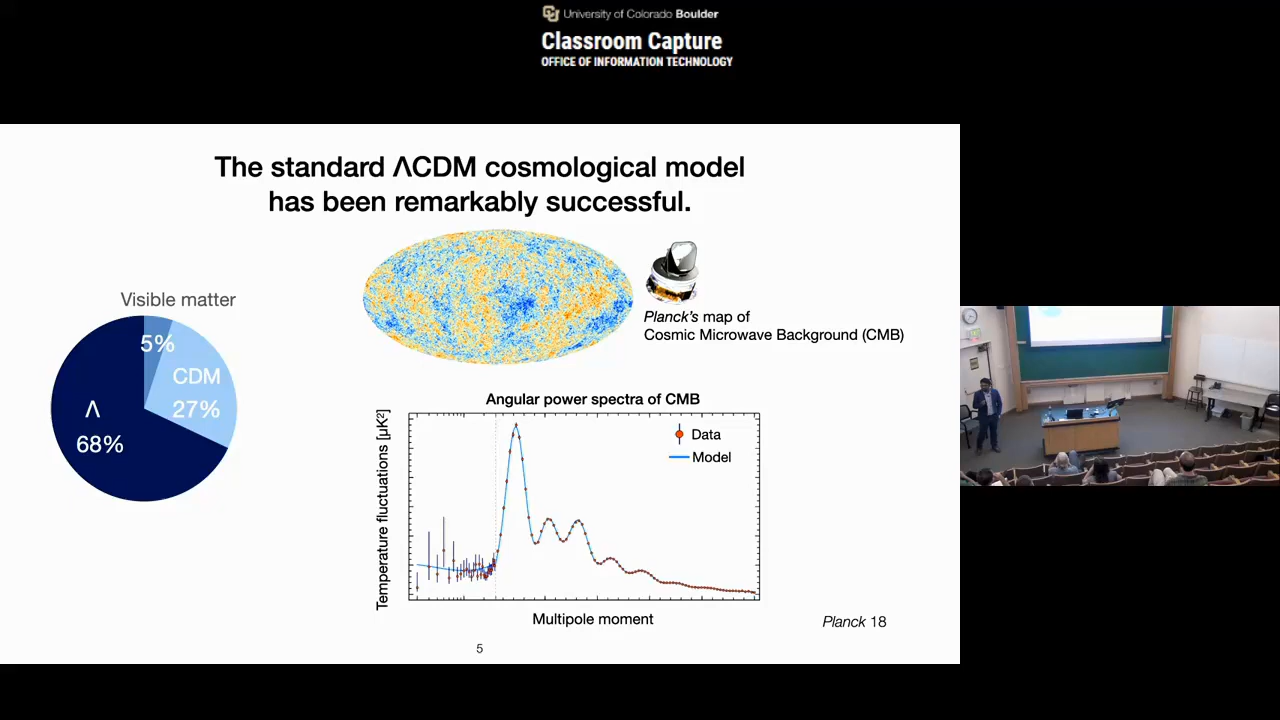 University of Colorado Boulder
Classroom Capture
OFFICE OF INFORMATION TECHNOLOGY
The standard ΛCDM cosmological model
has been remarkably successful.
Visible matter
5%
CDM
27%
Λ
68%
Planck's map of
Cosmic Microwave Background (CMB)
Angular power spectra of CMB
Temperature fluctuations [μK²]
Data
Model
Multipole moment
Planck 18
5